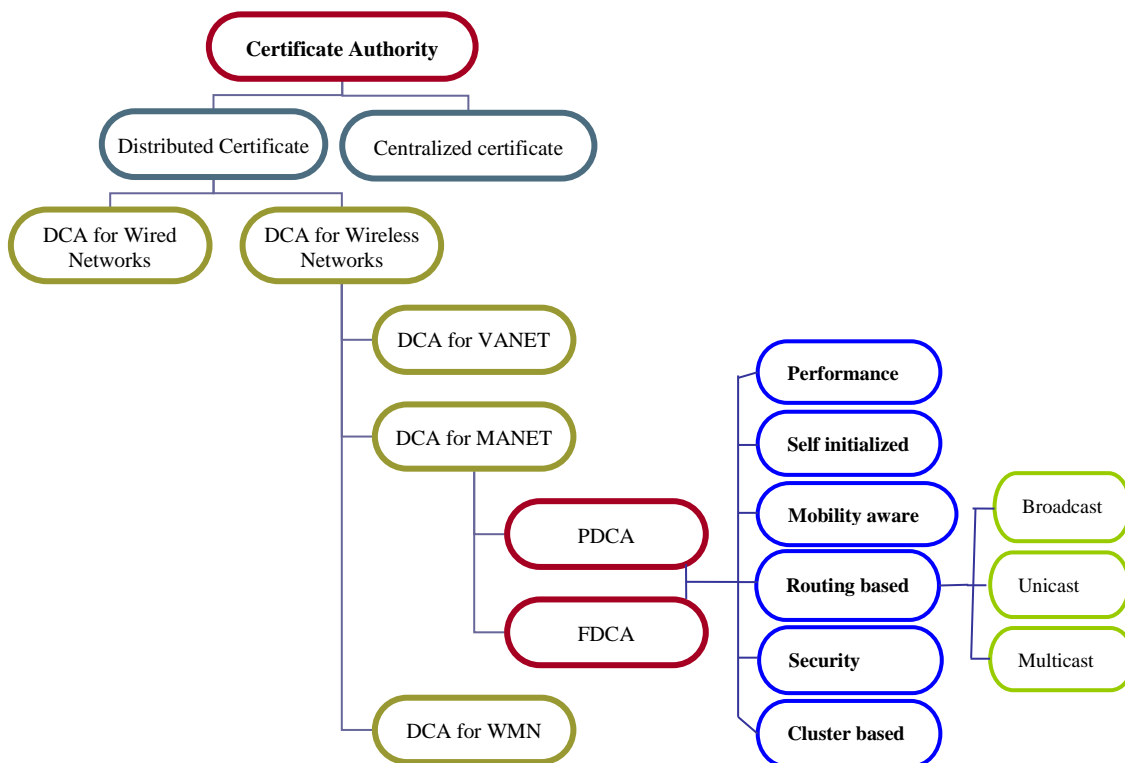 Certificate Authority
Distributed Certificate
Centralized certificate
DCA for Wired
Networks
DCA for Wireless
Networks
DCA for VANET
DCA for MANET
PDCA
FDCA
DCA for WMN
Performance
Self initialized
Mobility aware
Routing based
Security
Cluster based
Broadcast
Unicast
Multicast